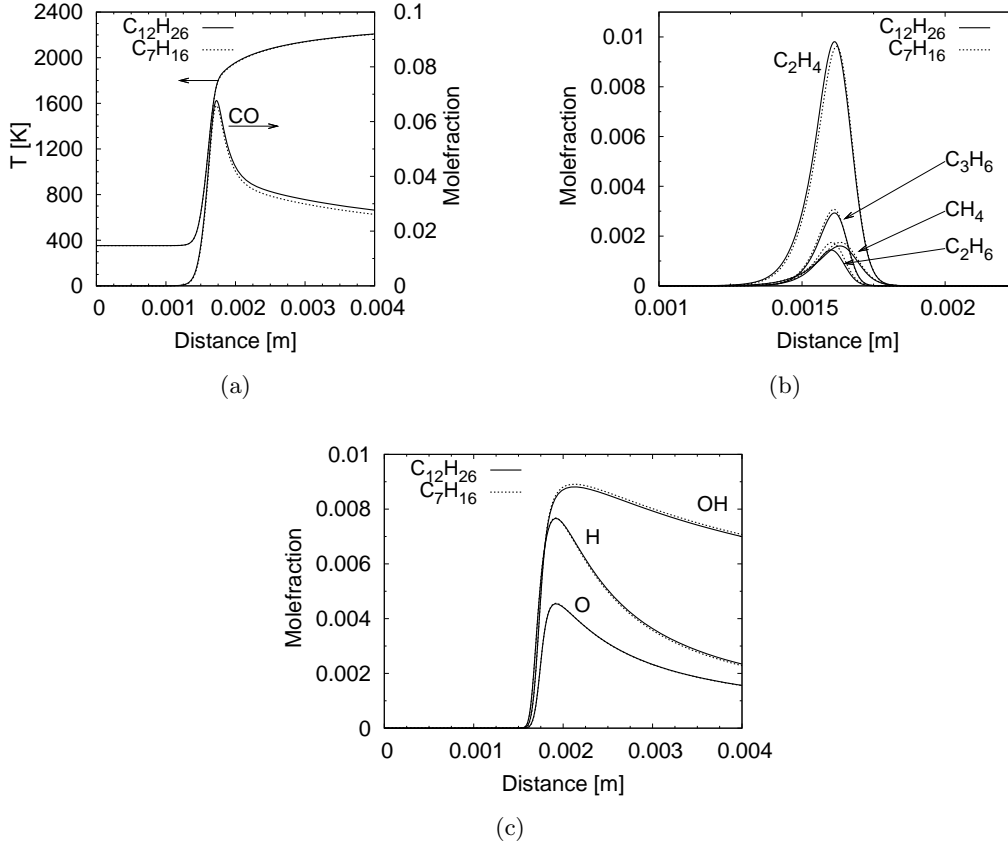 C12H26
C7H16
CO
T [K]
Molefraction
0
400
800
1200
1600
2000
2400
0
0.02
0.04
0.06
0.08
0.1
0
0.001
0.002
0.003
0.004
Distance [m]
(a)
C12H26
C7H16
C2H4
C3H6
CH4
C2H6
0
0.002
0.004
0.006
0.008
0.01
0.001
0.0015
0.002
Distance [m]
(b)
C12H26
C7H16
OH
H
O
Molefraction
0
0.002
0.004
0.006
0.008
0.01
0
0.001
0.002
0.003
0.004
Distance [m]
(c)